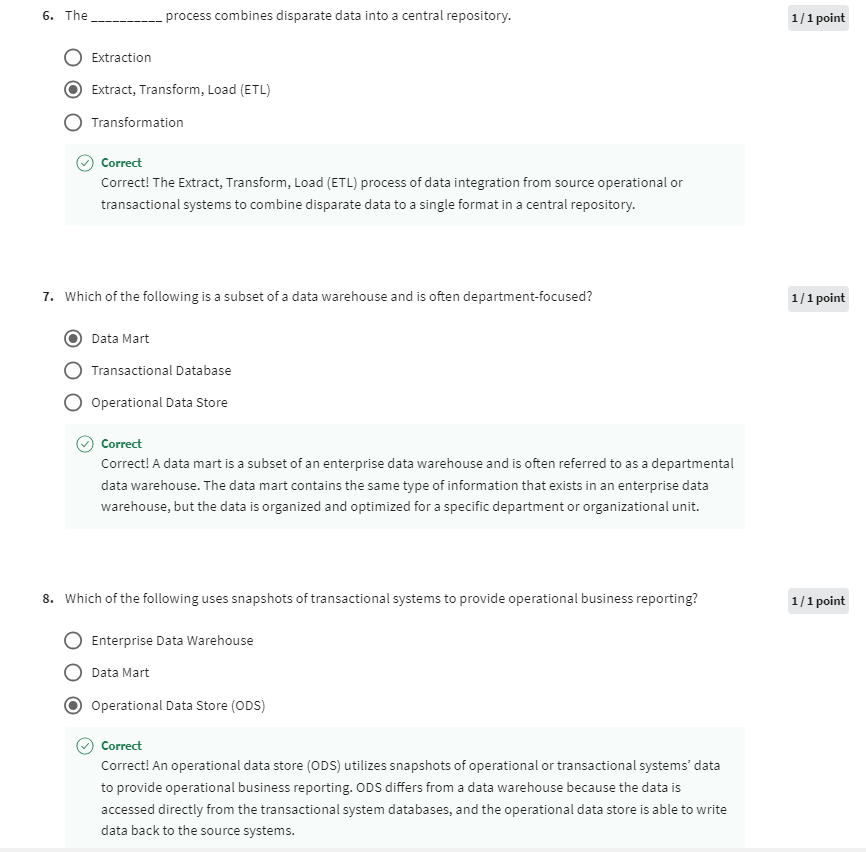 6. The __________ process combines disparate data into a central repository.
1 / 1 point
Extraction
Extract, Transform, Load (ETL)
Transformation
Correct
Correct! The Extract, Transform, Load (ETL) process of data integration from source operational or
transactional systems to combine disparate data to a single format in a central repository.
7. Which of the following is a subset of a data warehouse and is often department-focused?
1 / 1 point
Data Mart
Transactional Database
Operational Data Store
Correct
Correct! A data mart is a subset of an enterprise data warehouse and is often referred to as a departmental
data warehouse. The data mart contains the same type of information that exists in an enterprise data
warehouse, but the data is organized and optimized for a specific department or organizational unit.
8. Which of the following uses snapshots of transactional systems to provide operational business reporting?
1 / 1 point
Enterprise Data Warehouse
Data Mart
Operational Data Store (ODS)
Correct
Correct! An operational data store (ODS) utilizes snapshots of operational or transactional systems’ data
to provide operational business reporting. ODS differs from a data warehouse because the data is
accessed directly from the transactional system databases, and the operational data store is able to write
data back to the source systems.